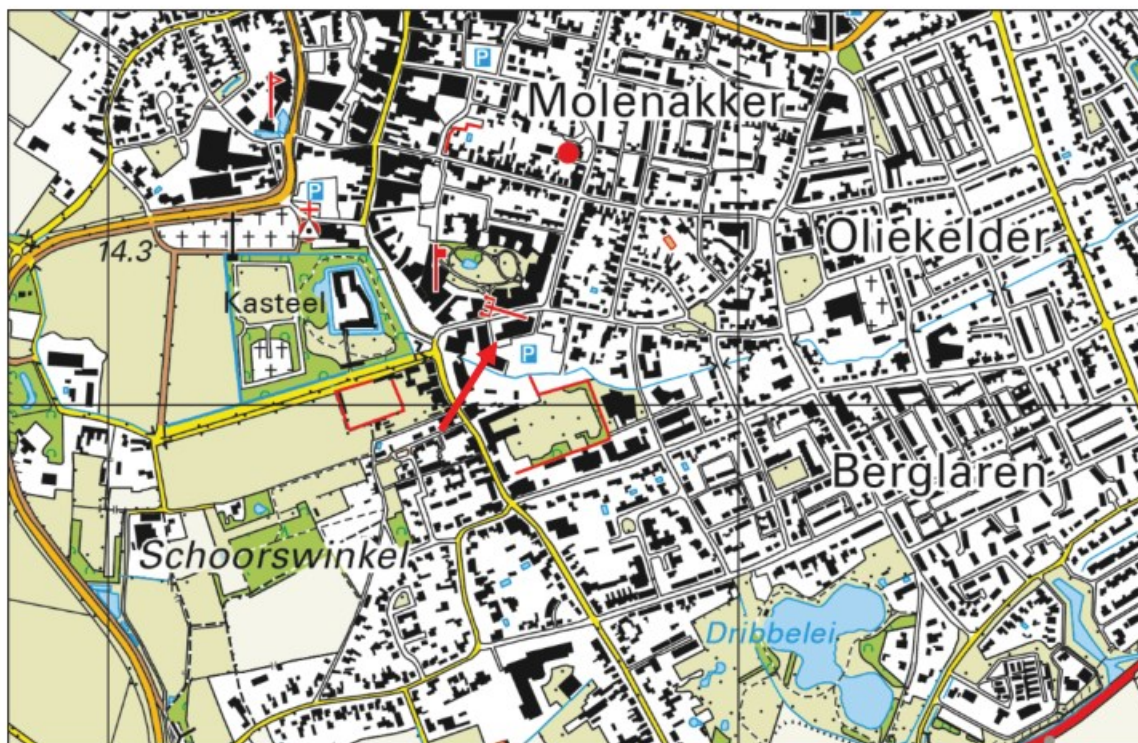 P
Molenakker
P
Oliekelder
14.3
Kasteel
P
Berglaren
Schoorswinkel
Dribbelei